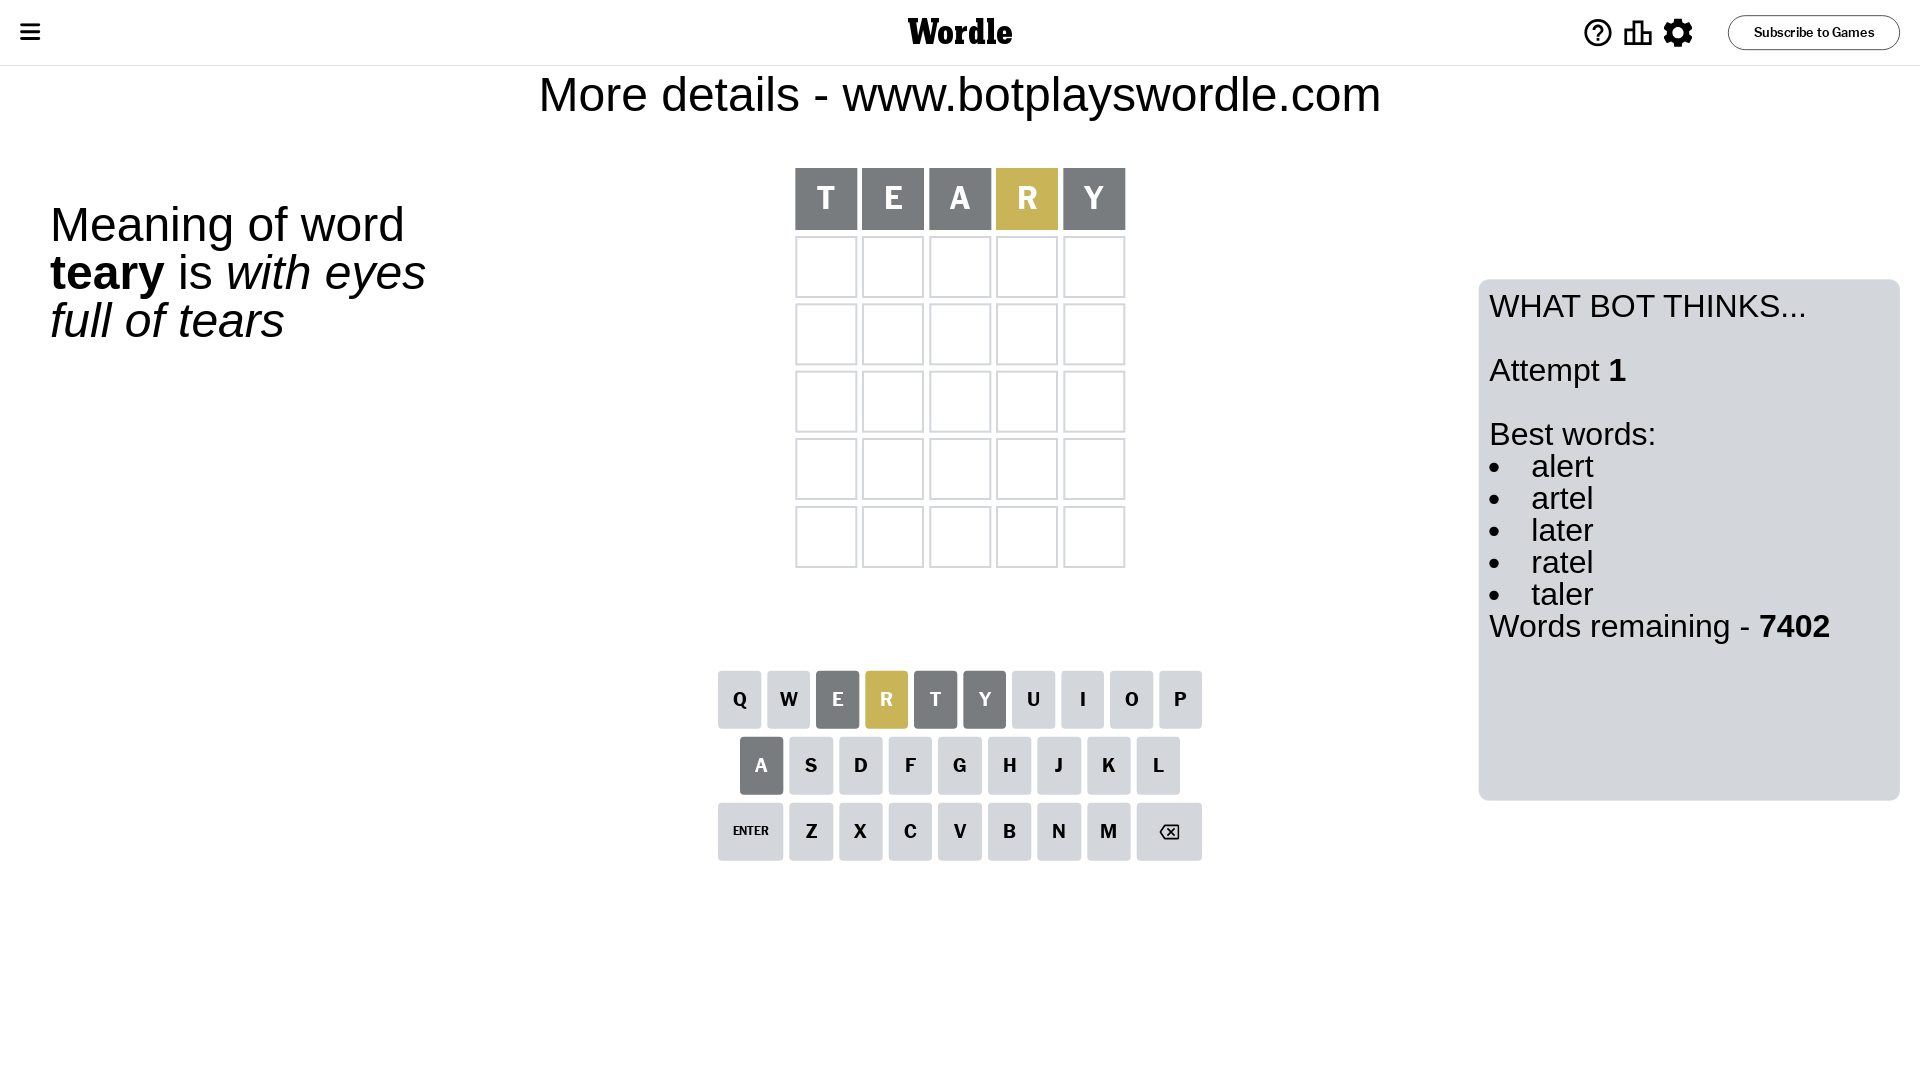 Wordle
Subscribe to Games
More details - www.botplayswordle.com
Meaning of word
teary is with eyes
full of tears
T E A R Y
WHAT BOT THINKS...
Attempt 1
Best words:
• alert
• artel
• later
• ratel
• taler
Words remaining - 7402
Q W E R T Y U I O P
A S D F G H J K L
ENTER Z X C V B N M